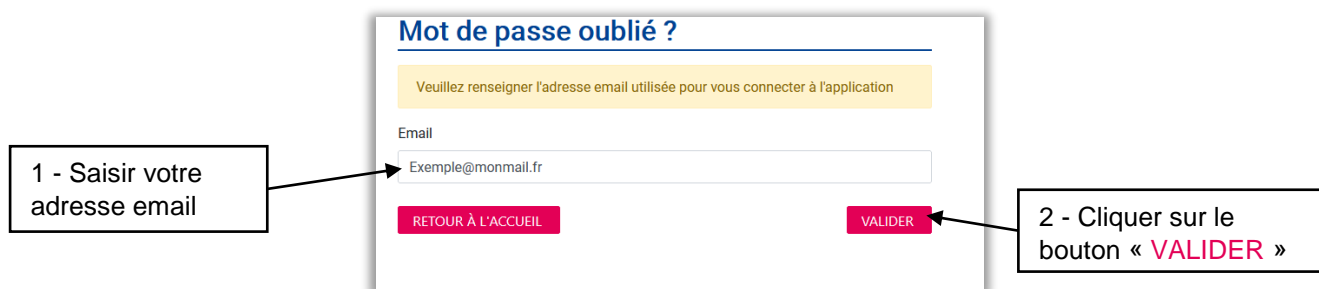 Mot de passe oublié ?
Veuillez renseigner l'adresse email utilisée pour vous connecter à l'application
Email
Exemple@monmail.fr
1 - Saisir votre
adresse email
RETOUR À L'ACCUEIL
VALIDER
2 - Cliquer sur le
bouton « VALIDER »